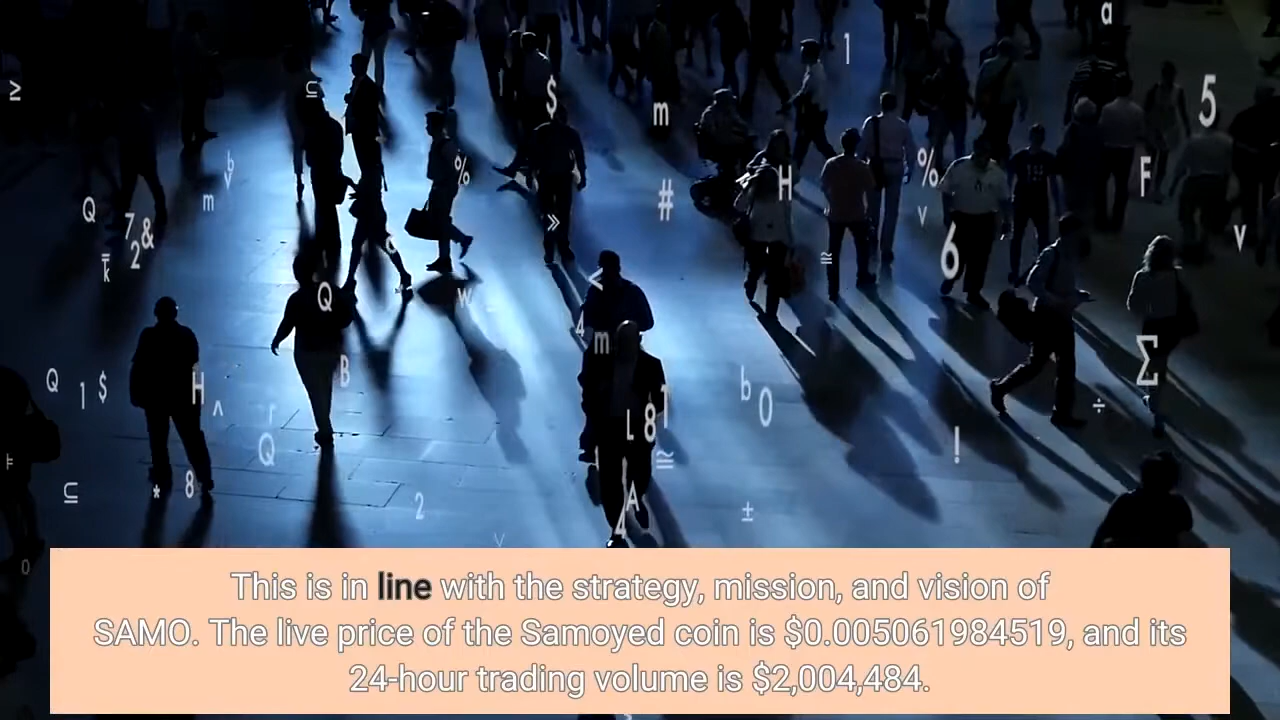 This is in line with the strategy, mission, and vision of
SAMO. The live price of the Samoyed coin is $0.005061984519, and its
24-hour trading volume is $2,004,484.